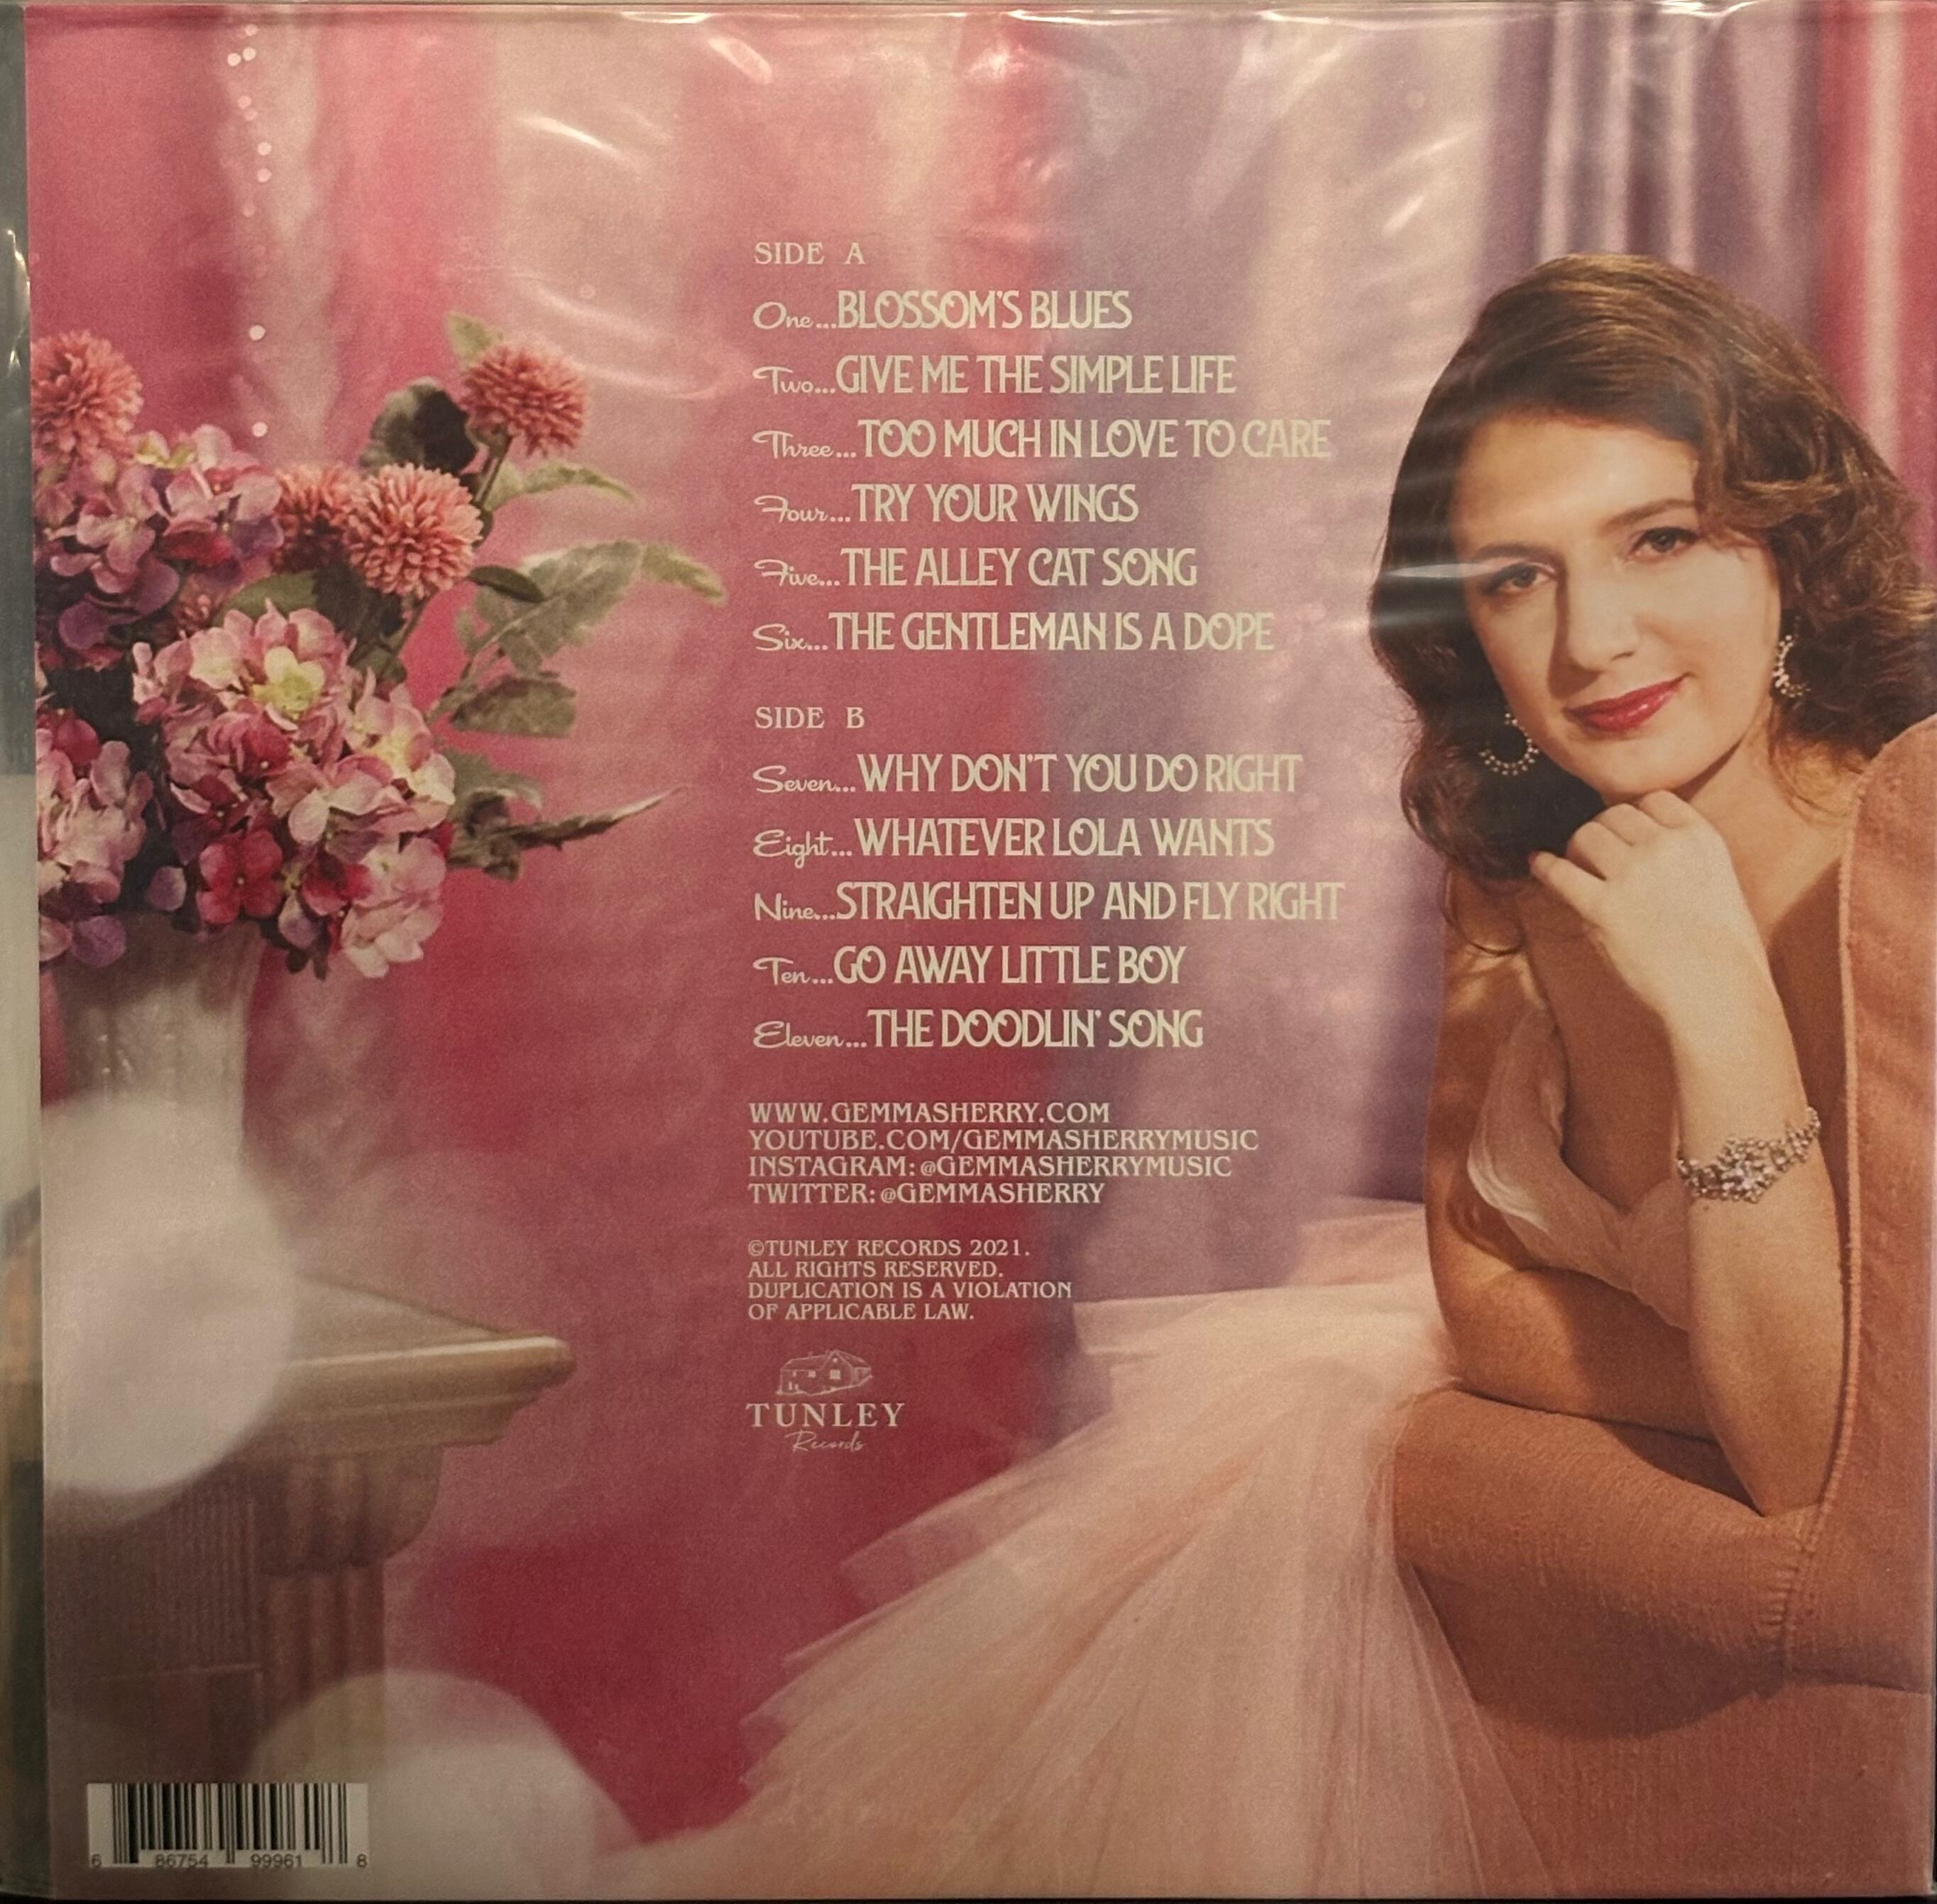 SIDE A
One...BLOSSOM'S BLUES
Two...GIVE ME THE SIMPLE LIFE
Three...TOO MUCH IN LOVE TO CARE
Four...TRY YOUR WINGS
Five...THE ALLEY CAT SONG
Six...THE GENTLEMAN IS A DOPE
SIDE B
Seven...WHY DON'T YOU DO RIGHT
Eight...WHATEVER LOLA WANTS
Nine...STRAIGHTEN UP AND FLY RIGHT
Ten...GO AWAY LITTLE BOY
Eleven...THE DOODLIN' SONG
WWW.GEMMASHERRY.COM
YOUTUBE.COM/GEMMASHERRYMUSIC
INSTAGRAM: @GEMMASHERRYMUSIC
TWITTER: @GEMMASHERRY
©TUNLEY RECORDS 2021.
ALL RIGHTS RESERVED.
DUPLICATION IS A VIOLATION
OF APPLICABLE LAW.
TUNLEY
Records
6 86754 99961 8